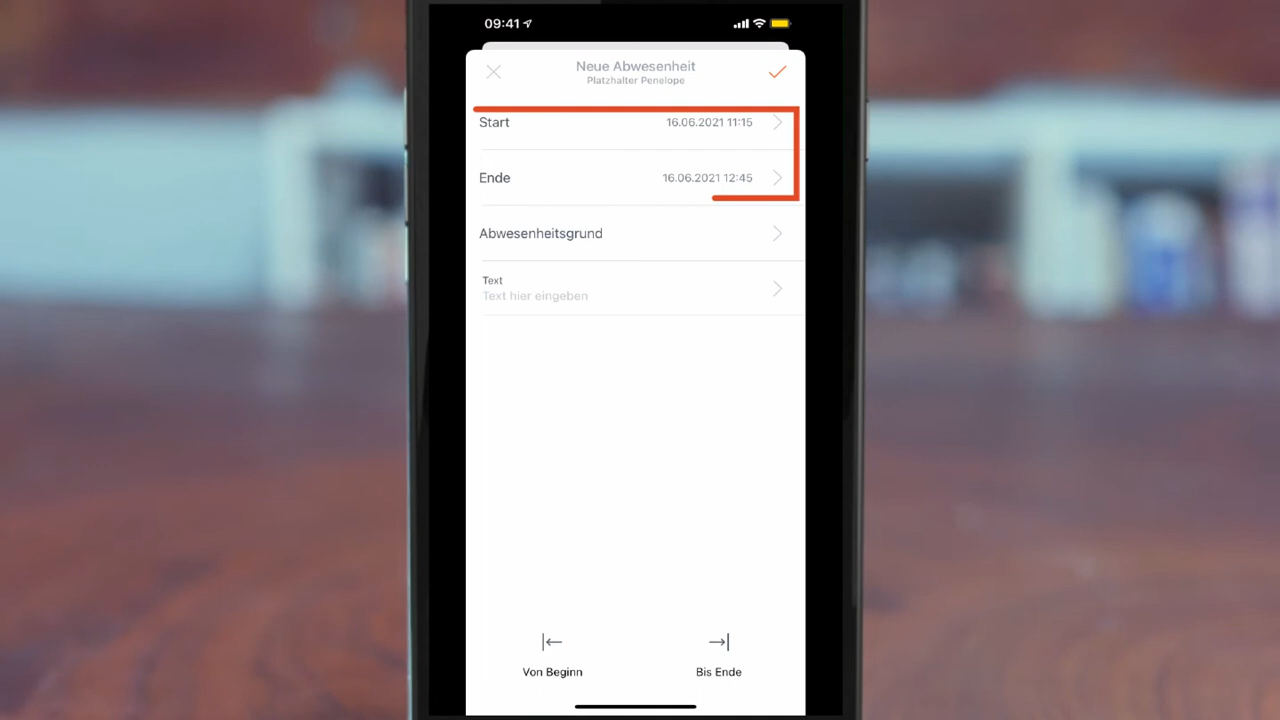 09:41
Neue Abwesenheit
Platzhalter Penelope
Start 16.06.2021 11:15
Ende 16.06.2021 12:45
Abwesenheitsgrund
Text
Text hier eingeben
Von Beginn Bis Ende